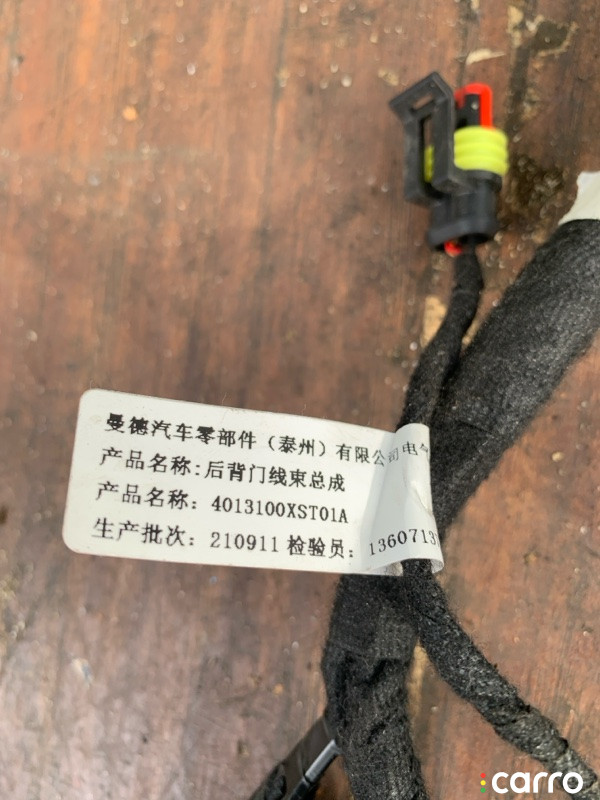 曼德汽车零部件（泰州）有限公司电气
产品名称:后背门线束总成
产品名称: 4013100XST01A
生产批次: 210911 检验员: 1360713
carro